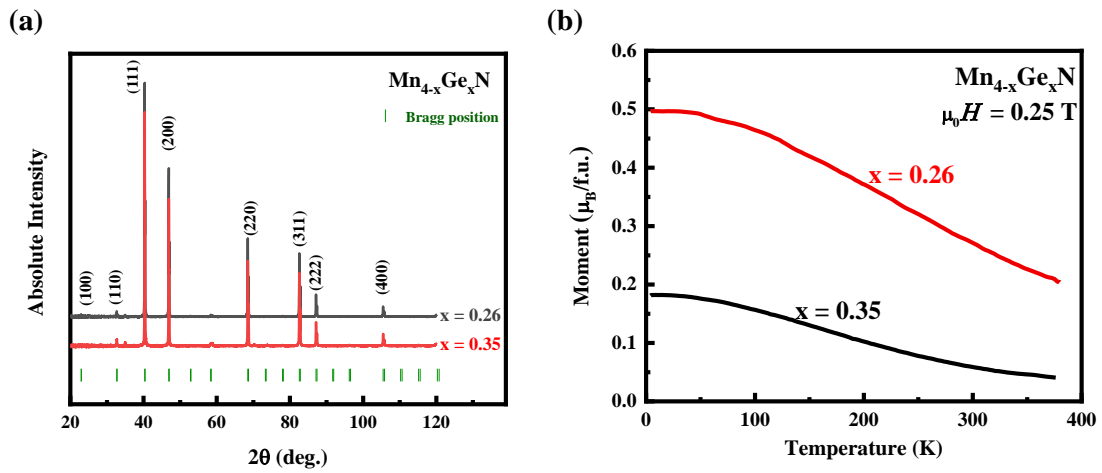 (a)
Absolute Intensity
(100)
(110)
(111)
(200)
(220)
(311)
(222)
(400)
Mn4-xGexN
Bragg position
x = 0.26
x = 0.35
20 40 60 80 100 120
2θ (deg.)
(b)
Moment (μB/f.u.)
0.6
0.5
0.4
0.3
0.2
0.1
0.0
Mn4-xGexN
μ0H = 0.25 T
x = 0.26
x = 0.35
0 100 200 300 400
Temperature (K)